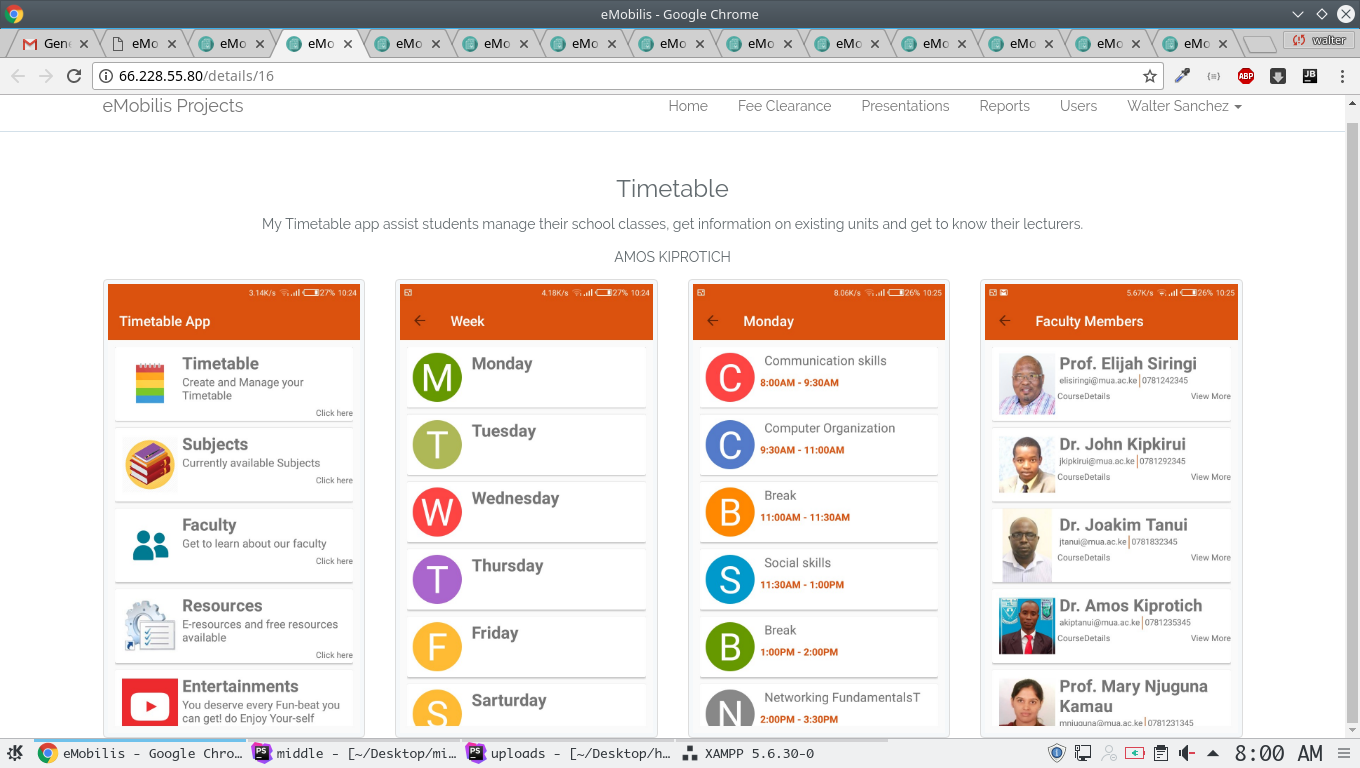 eMobilis - Google Chrome
Gen
eMo
eMo
eMo
eMo
eMo
eMo
eMo
eMo
eMo
eMo
eMo
eMo
eMo
walter
66.228.55.80/details/16
ABP
JB
eMobilis Projects
Home
Fee Clearance
Presentations
Reports
Users
Walter Sanchez
Timetable
My Timetable app assist students manage their school classes, get information on existing units and get to know their lecturers.
AMOS KIPROTICH
3.14K/s 27% 10:24
Timetable App
Timetable
Create and Manage your
Timetable
Click here
Subjects
Currently available Subjects
Click here
Faculty
Get to learn about our faculty
Click here
Resources
E-resources and free resources
available
Click here
Entertainments
You deserve every Fun-beat you
can get! do Enjoy Your-self
4.18K/s 27% 10:24
Week
M Monday
T Tuesday
W Wednesday
T Thursday
F Friday
S Sarturday
8.06K/s 26% 10:25
Monday
C Communication skills
8:00AM - 9:30AM
C Computer Organization
9:30AM - 11:00AM
B Break
11:00AM - 11:30AM
S Social skills
11:30AM - 1:00PM
B Break
1:00PM - 2:00PM
N Networking FundamentalsT
2:00PM - 3:30PM
5.67K/s 26% 10:25
Faculty Members
Prof. Elijah Siringi
elisiringi@mua.ac.ke 0781242345
CourseDetails View More
Dr. John Kipkirui
jkipkirui@mua.ac.ke 0781292345
CourseDetails View More
Dr. Joakim Tanui
jtanui@mua.ac.ke 0781832345
CourseDetails View More
Dr. Amos Kiprotich
akiptanui@mua.ac.ke 0781235345
CourseDetails View More
Prof. Mary Njuguna
Kamau
mnjuguna@mua.ac.ke 0781231345
eMobilis - Google Chro...
PS middle - [~/Desktop/mi...
PS uploads - [~/Desktop/h...
XAMPP 5.6.30-0
8:00 AM